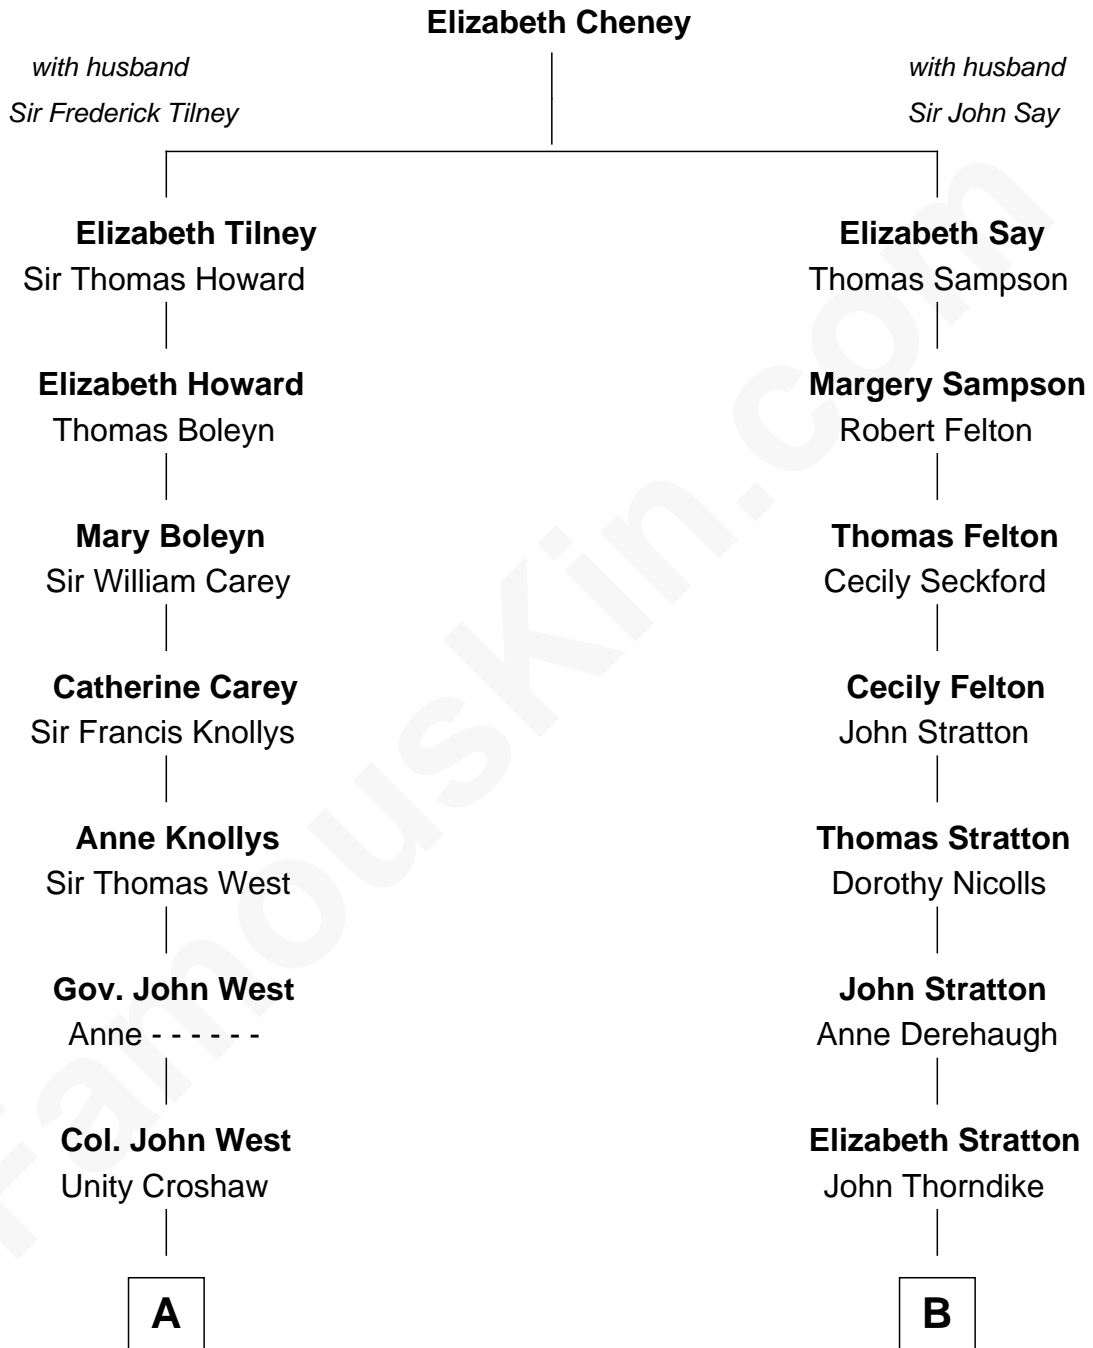 Elizabeth Cheney
with husband
Sir Frederick Tilney
with husband
Sir John Say
Elizabeth Tilney
Sir Thomas Howard
Elizabeth Say
Thomas Sampson
Elizabeth Howard
Thomas Boleyn
Margery Sampson
Robert Felton
Mary Boleyn
Sir William Carey
Thomas Felton
Cecily Seckford
Catherine Carey
Sir Francis Knollys
Cecily Felton
John Stratton
Anne Knollys
Sir Thomas West
Thomas Stratton
Dorothy Nicolls
Gov. John West
Anne - - - - - -
John Stratton
Anne Derehaugh
Col. John West
Unity Croshaw
Elizabeth Stratton
John Thorndike
A
B
FamousKin.com